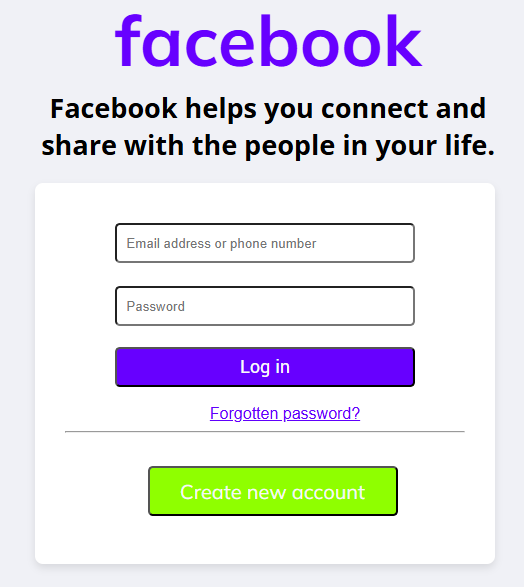 facebook
Facebook helps you connect and
share with the people in your life.
Email address or phone number
Password
Log in
Forgotten password?
Create new account